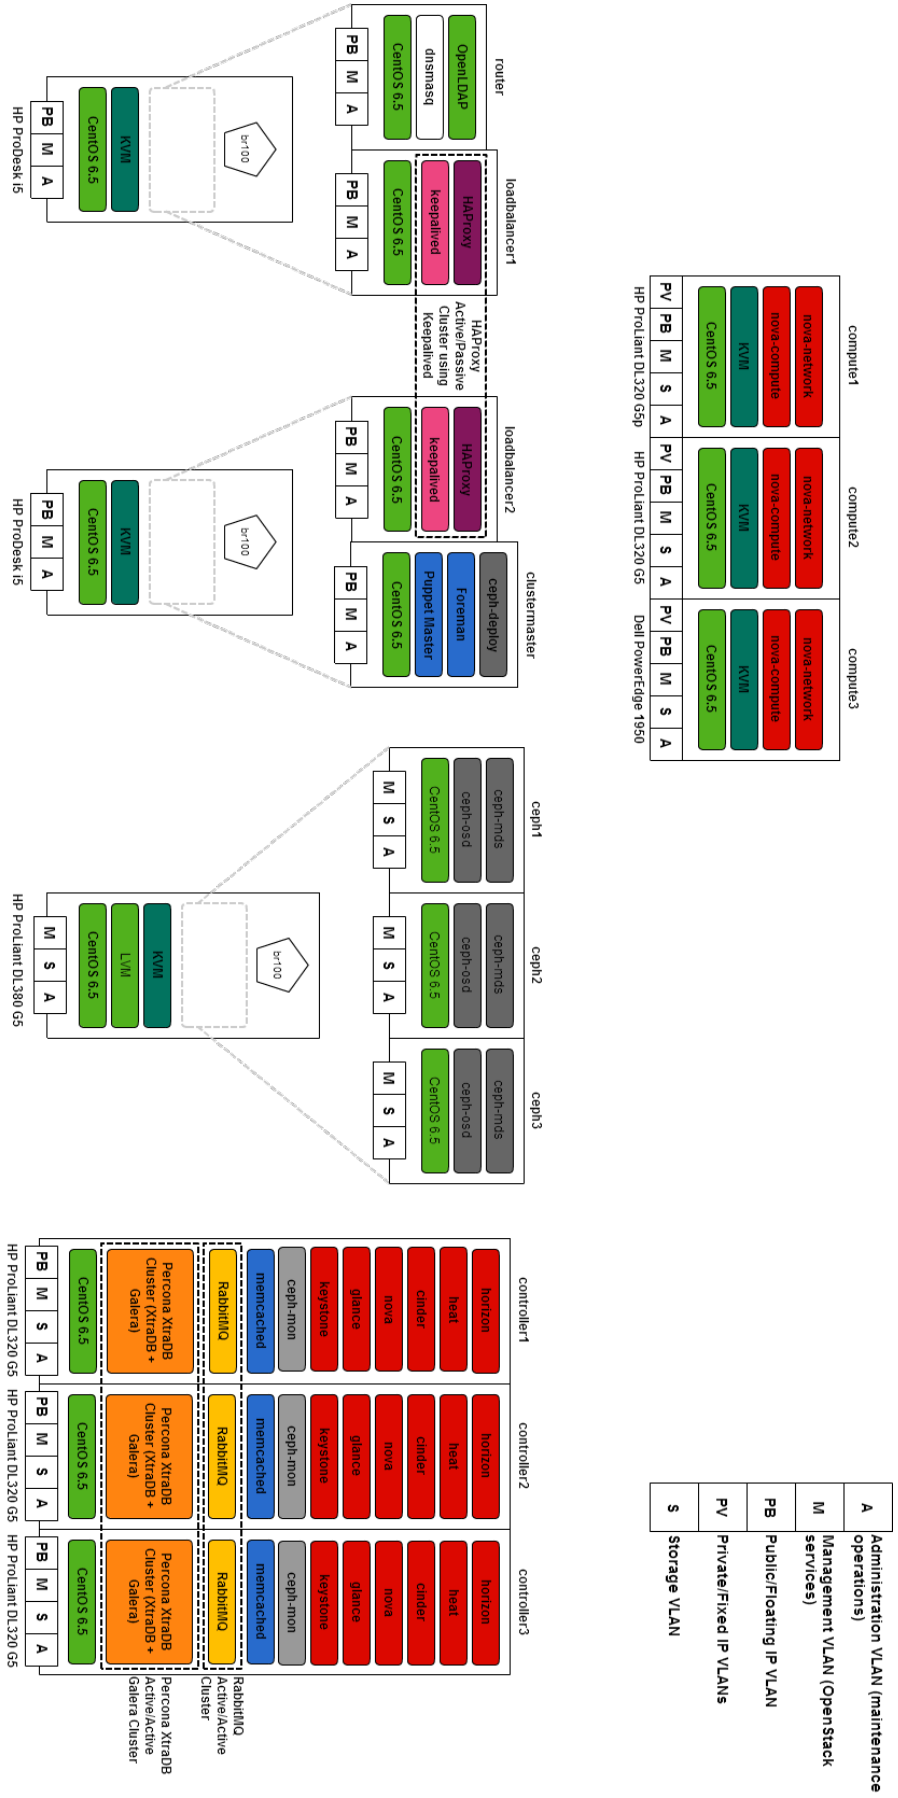 router
OpenLDAP
dnsmasq
CentOS 6.5
PB
M
A
loadbalancer1
HAProxy
keepalived
CentOS 6.5
PB
M
A
HAProxy
Active/Passive
Cluster using
Keepalived
loadbalancer2
HAProxy
keepalived
CentOS 6.5
PB
M
A
clustermaster
ceph-deploy
Foreman
Puppet Master
CentOS 6.5
PB
M
A
br100
KVM
CentOS 6.5
PB
M
A
HP ProDesk i5
br100
KVM
CentOS 6.5
PB
M
A
HP ProDesk i5
compute1
nova-network
nova-compute
KVM
CentOS 6.5
PV
PB
M
S
A
HP ProLiant DL320 G5p
compute2
nova-network
nova-compute
KVM
CentOS 6.5
PV
PB
M
S
A
HP ProLiant DL320 G5
compute3
nova-network
nova-compute
KVM
CentOS 6.5
PV
PB
M
S
A
Dell PowerEdge 1950
ceph1
ceph-mds
ceph-osd
CentOS 6.5
M
S
A
ceph2
ceph-mds
ceph-osd
CentOS 6.5
M
S
A
ceph3
ceph-mds
ceph-osd
CentOS 6.5
M
S
A
br100
KVM
LVM
CentOS 6.5
M
S
A
HP ProLiant DL380 G5
controller1
horizon
heat
cinder
nova
glance
keystone
ceph-mon
memcached
RabbitMQ
Percona XtraDB
Cluster (XtraDB +
Galera)
CentOS 6.5
PB
M
S
A
HP ProLiant DL320 G5
controller2
horizon
heat
cinder
nova
glance
keystone
ceph-mon
memcached
RabbitMQ
Percona XtraDB
Cluster (XtraDB +
Galera)
CentOS 6.5
PB
M
S
A
HP ProLiant DL320 G5
controller3
horizon
heat
cinder
nova
glance
keystone
ceph-mon
memcached
RabbitMQ
Percona XtraDB
Cluster (XtraDB +
Galera)
CentOS 6.5
PB
M
S
A
HP ProLiant DL320 G5
RabbitMQ
Active/Active
Cluster
Percona XtraDB
Active/Active
Galera Cluster
A
Administration VLAN (maintenance
operations)
M
Management VLAN (OpenStack
services)
PB
Public/Floating IP VLAN
PV
Private/Fixed IP VLANs
S
Storage VLAN